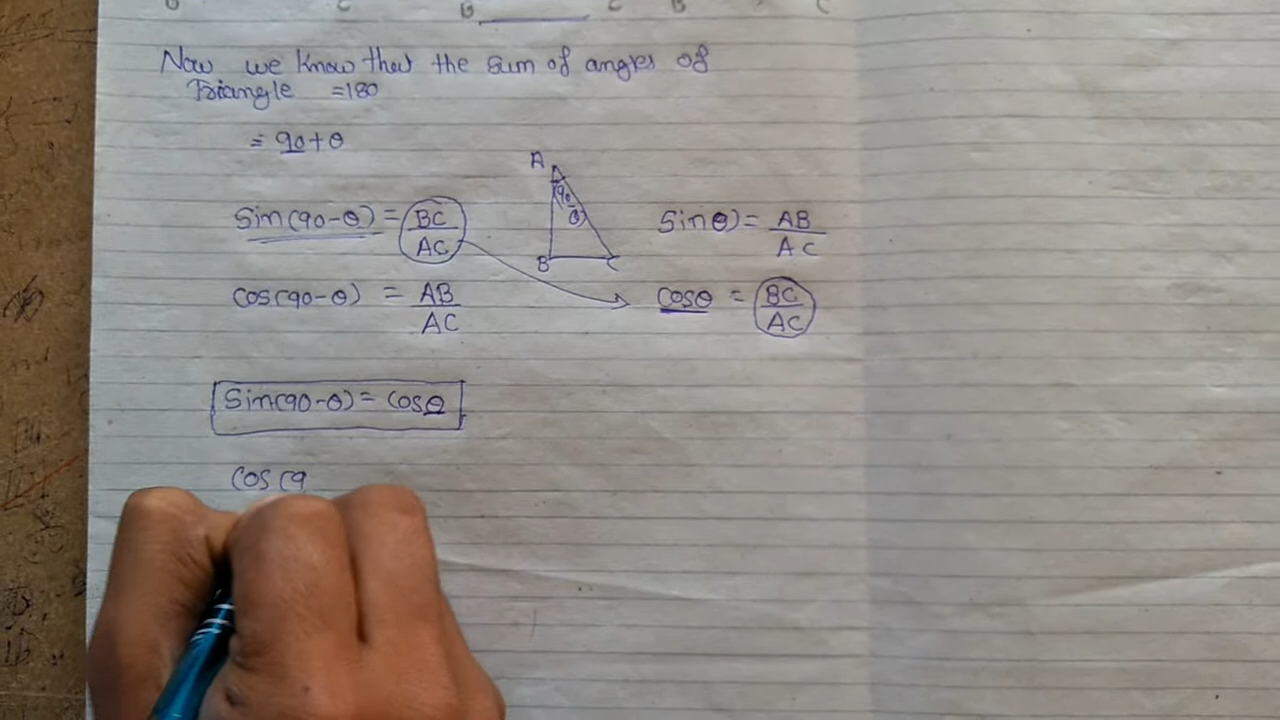 B C B C B C
Now we know that the sum of angles of
Triangle =180
= 90+θ
A
90-θ
B C
Sin(90-θ) = BC/AC
Sinθ) = AB/AC
cos(90-θ) = AB/AC
cosθ = BC/AC
Sin(90-θ) = cosθ
cos (9